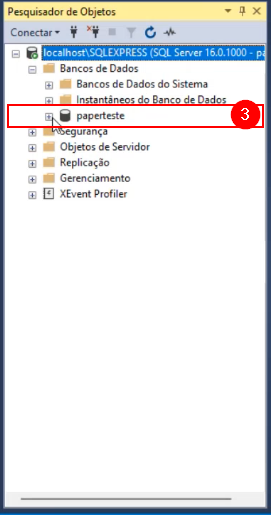 Pesquisador de Objetos
Conectar
localhost\SQLEXPRESS (SQL Server 16.0.1000 - pa
Bancos de Dados
Bancos de Dados do Sistema
Instantâneos do Banco de Dados
paperteste
3
Segurança
Objetos de Servidor
Replicação
Gerenciamento
XEvent Profiler